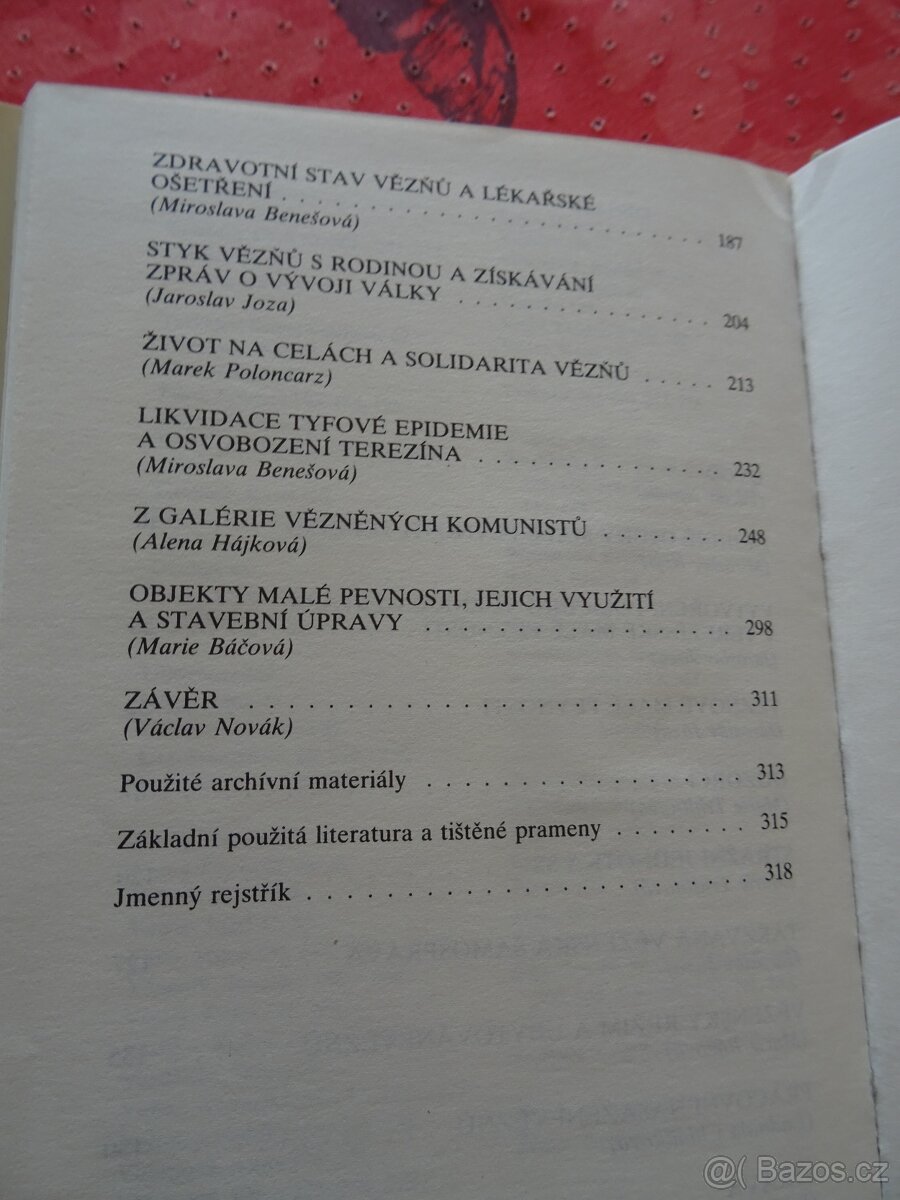 ZDRAVOTNÍ STAV VĚZŇŮ A LÉKAŘSKÉ
OŠETŘENÍ . . . . . . . . . . . . . . . . . . . . . . . . . . . . 187
(Miroslava Benešová)
STYK VĚZŇŮ S RODINOU A ZÍSKÁVÁNÍ
ZPRÁV O VÝVOJI VÁLKY . . . . . . . . . . . . . . . . . 204
(Jaroslav Joza)
ŽIVOT NA CELÁCH A SOLIDARITA VĚZŇŮ . . . . . . 213
(Marek Poloncarz)
LIKVIDACE TYFOVÉ EPIDEMIE
A OSVOBOZENÍ TEREZÍNA . . . . . . . . . . . . . . . 232
(Miroslava Benešová)
Z GALÉRIE VĚZNĚNÝCH KOMUNISTŮ . . . . . . . . 248
(Alena Hájková)
OBJEKTY MALÉ PEVNOSTI, JEJICH VYUŽITÍ
A STAVEBNÍ ÚPRAVY . . . . . . . . . . . . . . . . . . 298
(Marie Báčová)
ZÁVĚR . . . . . . . . . . . . . . . . . . . . . . . . . . . 311
(Václav Novák)
Použité archívní materiály . . . . . . . . . . . . . . . . . 313
Základní použitá literatura a tištěné prameny . . . . . . . 315
Jmenný rejstřík . . . . . . . . . . . . . . . . . . . . . . . . . 318
@( Bazos.cz